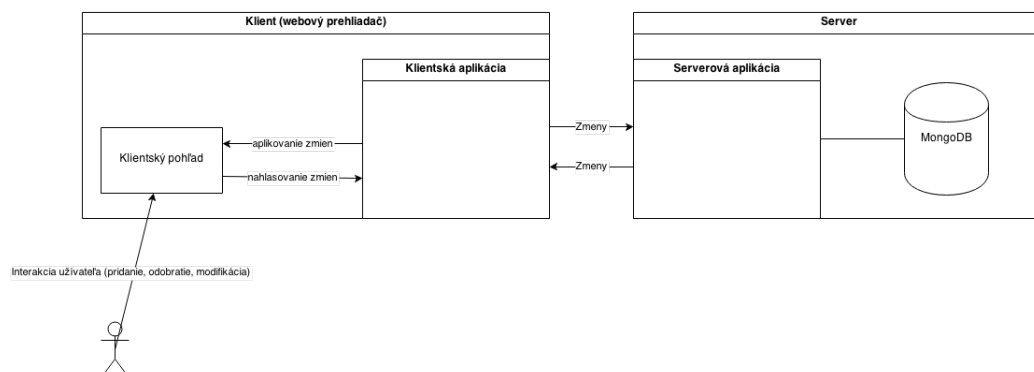 Klient (webový prehliadač)
Server
Klientská aplikácia
Serverová aplikácia
Zmeny
MongoDB
aplikovanie zmien
Klientský pohľad
Zmeny
nahlasovanie zmien
Interakcia užívateľa (pridanie, odobratie, modifikácia)